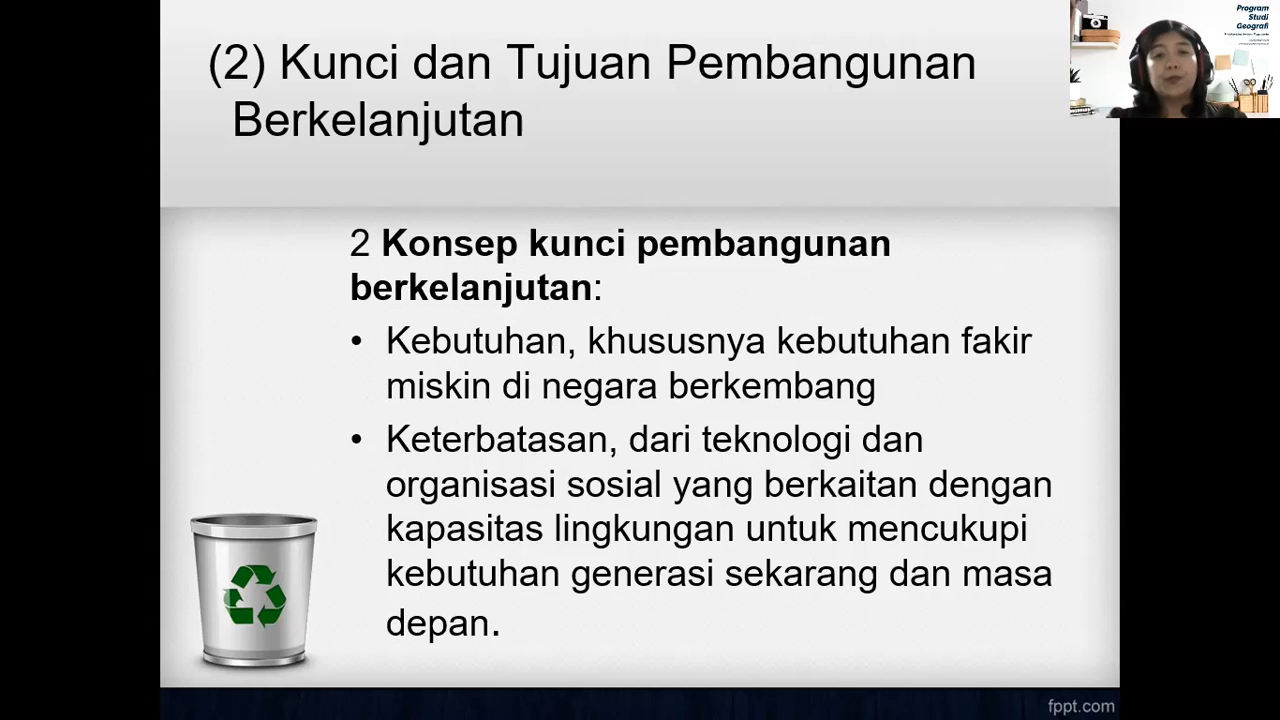 (2) Kunci dan Tujuan Pembangunan
Berkelanjutan
Program
Studi
Geografi
2 Konsep kunci pembangunan
berkelanjutan:
• Kebutuhan, khususnya kebutuhan fakir
miskin di negara berkembang
• Keterbatasan, dari teknologi dan
organisasi sosial yang berkaitan dengan
kapasitas lingkungan untuk mencukupi
kebutuhan generasi sekarang dan masa
depan.
fppt.com